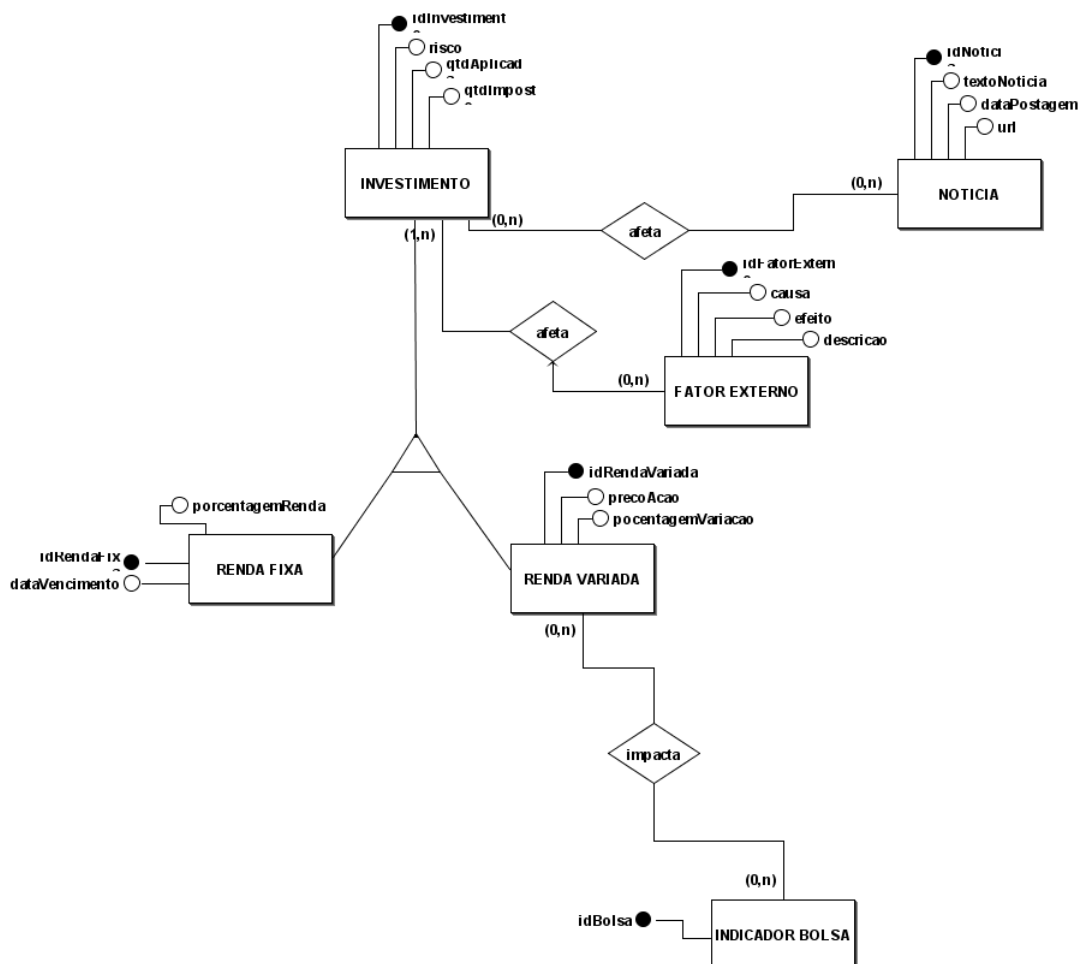 idInvestiment
risco
qtdAplicad
qtdImpost
INVESTIMENTO
idNotici
textoNoticia
dataPostagem
url
NOTICIA
(0,n)
(0,n)
afeta
(1,n)
idFatorExtern
causa
efeito
descricao
afeta
(0,n)
FATOR EXTERNO
porcentagemRenda
idRendaFix
dataVencimento
RENDA FIXA
idRendaVariada
precoAcao
pocentagemVariacao
RENDA VARIADA
(0,n)
impacta
(0,n)
idBolsa
INDICADOR BOLSA